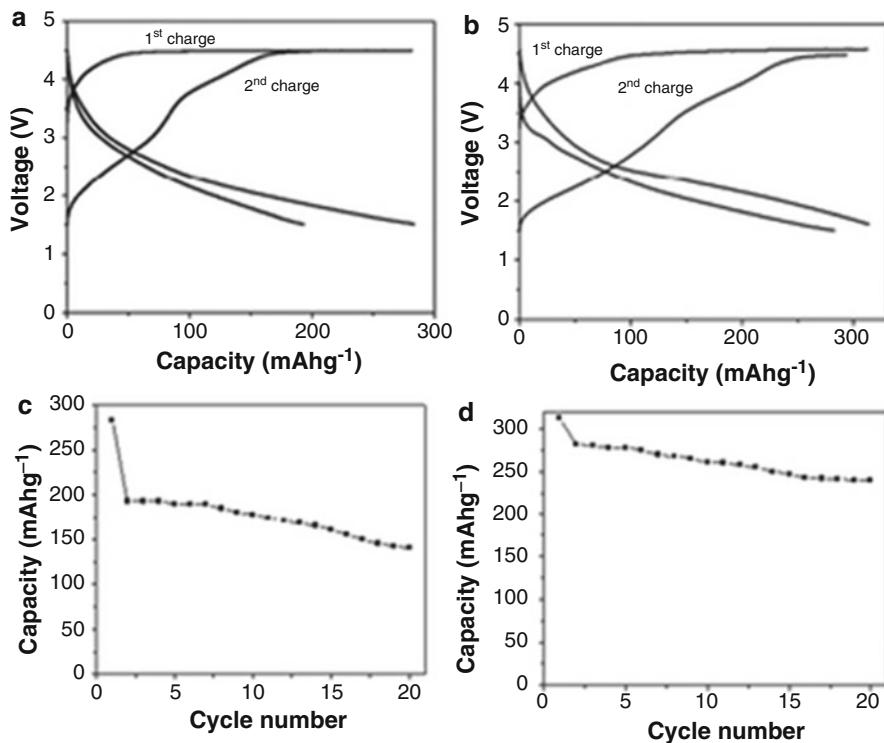 a
5
4
3
2
1
0
Voltage (V)
1st charge
2nd charge
0 100 200 300
Capacity (mAhg-1)
b
5
4
3
2
1
0
Voltage (V)
1st charge
2nd charge
0 100 200 300
Capacity (mAhg-1)
c
300
250
200
150
100
50
0
Capacity (mAhg–1)
0 5 10 15 20
Cycle number
d
300
250
200
150
100
50
0
Capacity (mAhg–1)
0 5 10 15 20
Cycle number